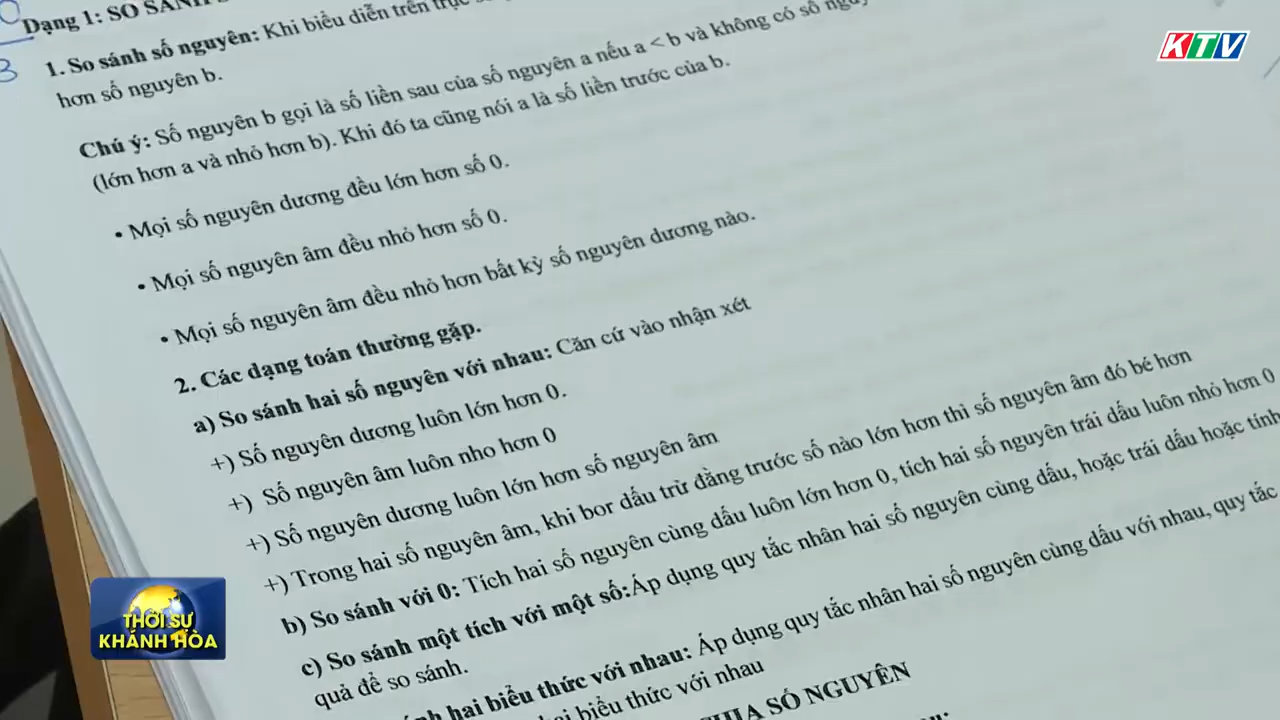 Dạng 1: SO SÁNH
1. So sánh số nguyên: Khi biểu diễn trên trục
hơn số nguyên b.
Chú ý: Số nguyên b gọi là số liền sau của số nguyên a nếu a < b và không có số
(lớn hơn a và nhỏ hơn b). Khi đó ta cũng nói a là số liền trước của b.
• Mọi số nguyên dương đều lớn hơn số 0.
• Mọi số nguyên âm đều nhỏ hơn số 0.
• Mọi số nguyên âm đều nhỏ hơn bất kỳ số nguyên dương nào.
2. Các dạng toán thường gặp.
a) So sánh hai số nguyên với nhau: Căn cứ vào nhận xét
+) Số nguyên dương luôn lớn hơn 0.
+) Số nguyên âm luôn nho hơn 0
+) Số nguyên dương luôn lớn hơn số nguyên âm
+) Trong hai số nguyên âm, khi bor dấu trừ đằng trước số nào lớn hơn thì số nguyên âm đó bé hơn
b) So sánh với 0: Tích hai số nguyên cùng dấu luôn lớn hơn 0, tích hai số nguyên trái dấu luôn nhỏ hơn 0
c) So sánh một tích với một số:Áp dụng quy tắc nhân hai số nguyên cùng dấu, hoặc trái dấu hoặc tính
quả để so sánh.
hai biểu thức với nhau: Áp dụng quy tắc nhân hai số nguyên cùng dấu với nhau, quy tắc
hai biểu thức với nhau
SỐ NGUYÊN
KTV
THỜI SỰ
KHÁNH HÒA